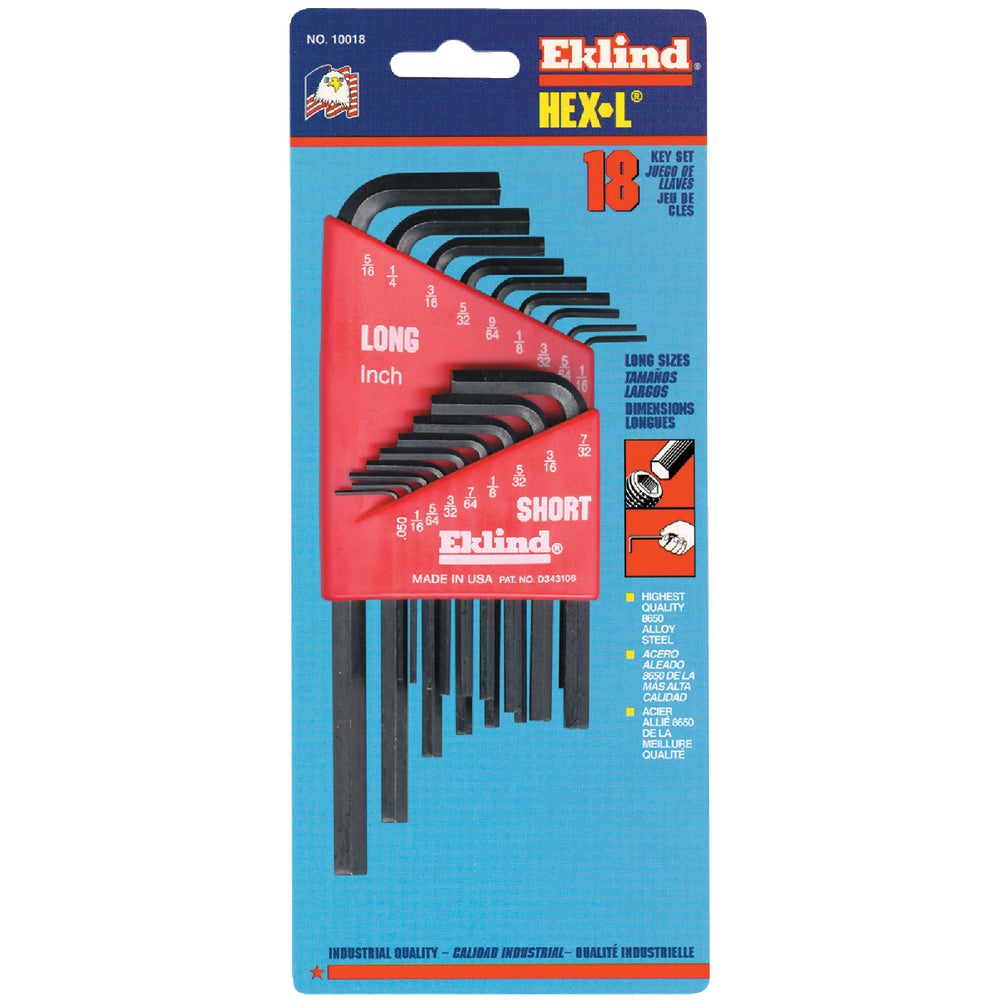 NO. 10018
Eklind®
HEX•L®
18
KEY SET
JUEGO DE
LLAVES
JEU DE
CLES
5/16 1/4 3/16 5/32 9/64 1/8 3/32 5/64 1/16
LONG
Inch
LONG SIZES
TAMAÑOS
LARGOS
DIMENSIONS
LONGUES
.050 1/16 5/64 3/32 7/64 1/8 5/32 3/16 7/32
SHORT
Eklind®
MADE IN USA PAT. NO. D343106
HIGHEST
QUALITY
8650
ALLOY
STEEL
ACERO
ALEADO
8650 DE LA
MÁS ALTA
CALIDAD
ACIER
ALLIÉ 8650
DE LA
MEILLURE
QUALITÉ
INDUSTRIAL QUALITY – CALIDAD INDUSTRIAL – QUALITÉ INDUSTRIELLE